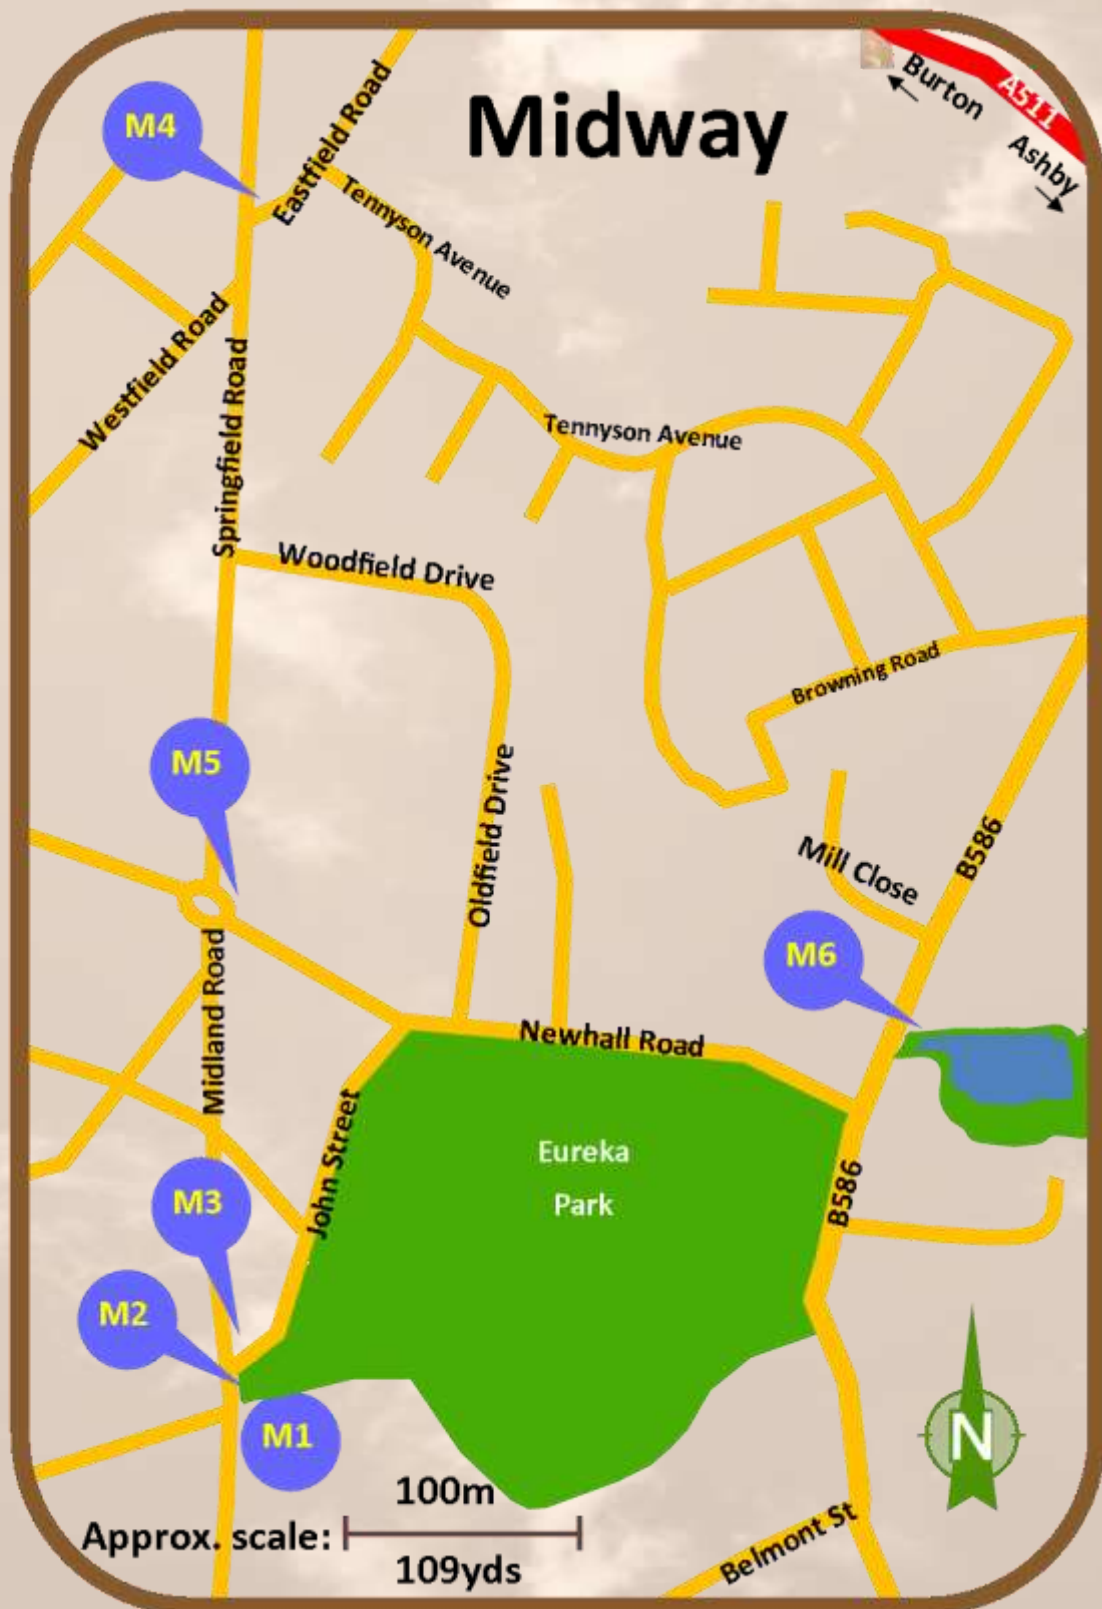 Midway
Burton
A511
Ashby
M4
Eastfield Road
Tennyson Avenue
Westfield Road
Springfield Road
Tennyson Avenue
Woodfield Drive
Browning Road
M5
Oldfield Drive
Mill Close
B586
M6
Midland Road
Newhall Road
John Street
Eureka
Park
B586
M3
M2
M1
N
100m
Approx. scale:
109yds
Belmont St